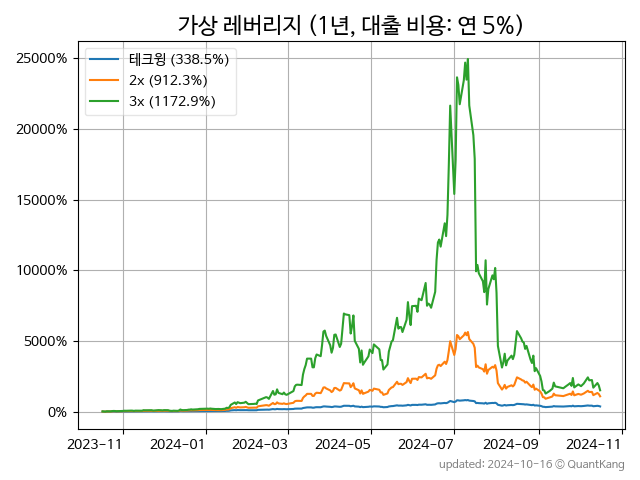 가상 레버리지 (1년, 대출 비용: 연 5%)
테크윙 (338.5%)
2x (912.3%)
3x (1172.9%)
25000%
20000%
15000%
10000%
5000%
0%
2023-11 2024-01 2024-03 2024-05 2024-07 2024-09 2024-11
updated: 2024-10-16 © QuantKang